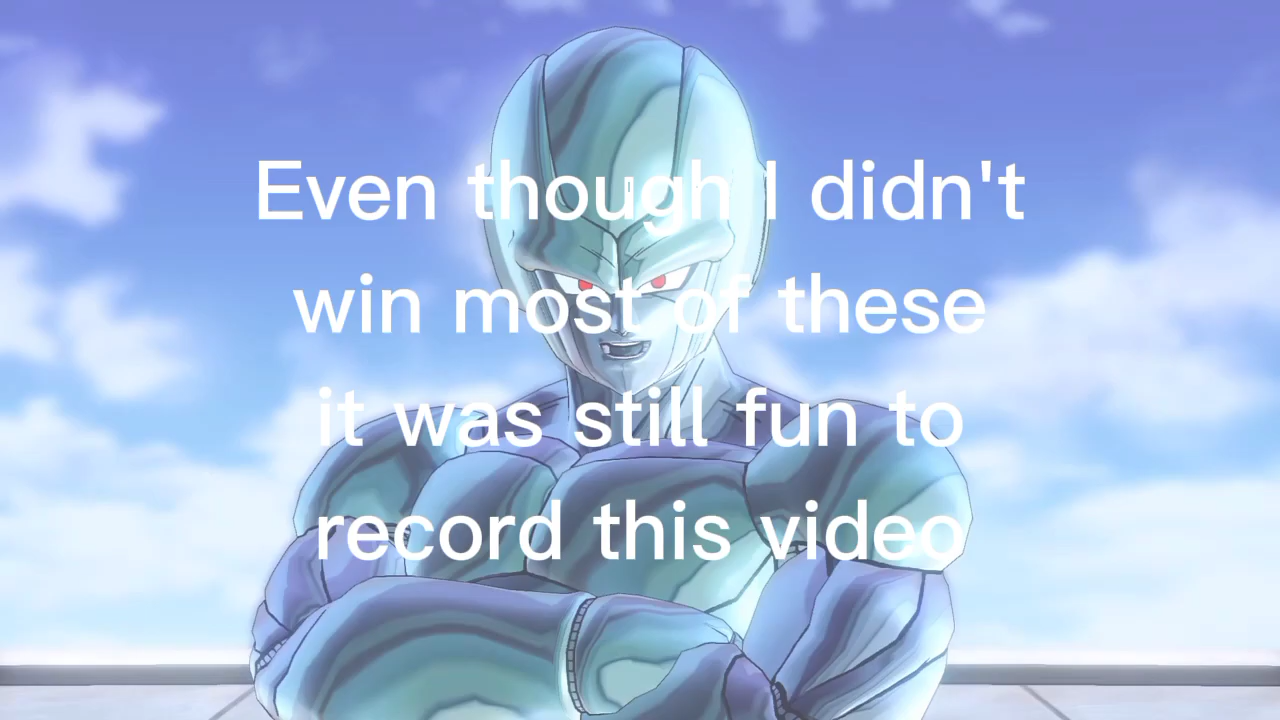 Even though I didn't
win most of these
it was still fun to
record this video